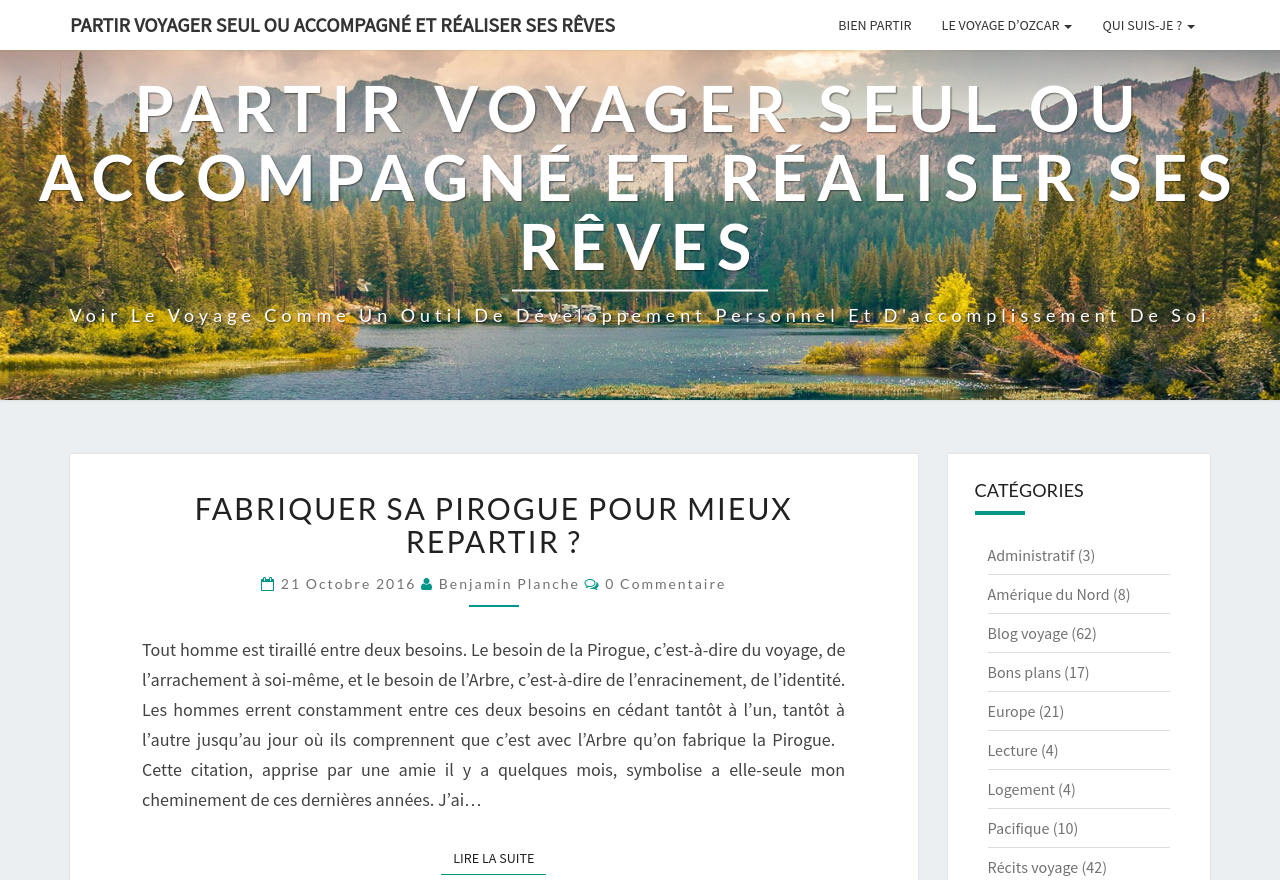 PARTIR VOYAGER SEUL OU ACCOMPAGNÉ ET RÉALISER SES RÊVES
BIEN PARTIR
LE VOYAGE D'OZCAR
QUI SUIS-JE ?
PARTIR VOYAGER SEUL OU
ACCOMPAGNÉ ET RÉALISER SES
RÊVES
Voir Le Voyage Comme Un Outil De Développement Personnel Et D'accomplissement De Soi
FABRIQUER SA PIROGUE POUR MIEUX
REPARTIR ?
21 Octobre 2016 Benjamin Planche 0 Commentaire
Tout homme est tiraillé entre deux besoins. Le besoin de la Pirogue, c’est-à-dire du voyage, de
l’arrachement à soi-même, et le besoin de l’Arbre, c’est-à-dire de l’enracinement, de l’identité.
Les hommes errent constamment entre ces deux besoins en cédant tantôt à l’un, tantôt à
l’autre jusqu’au jour où ils comprennent que c’est avec l’Arbre qu’on fabrique la Pirogue.
Cette citation, apprise par une amie il y a quelques mois, symbolise a elle-seule mon
cheminement de ces dernières années. J’ai…
LIRE LA SUITE
CATÉGORIES
Administratif (3)
Amérique du Nord (8)
Blog voyage (62)
Bons plans (17)
Europe (21)
Lecture (4)
Logement (4)
Pacifique (10)
Récits voyage (42)